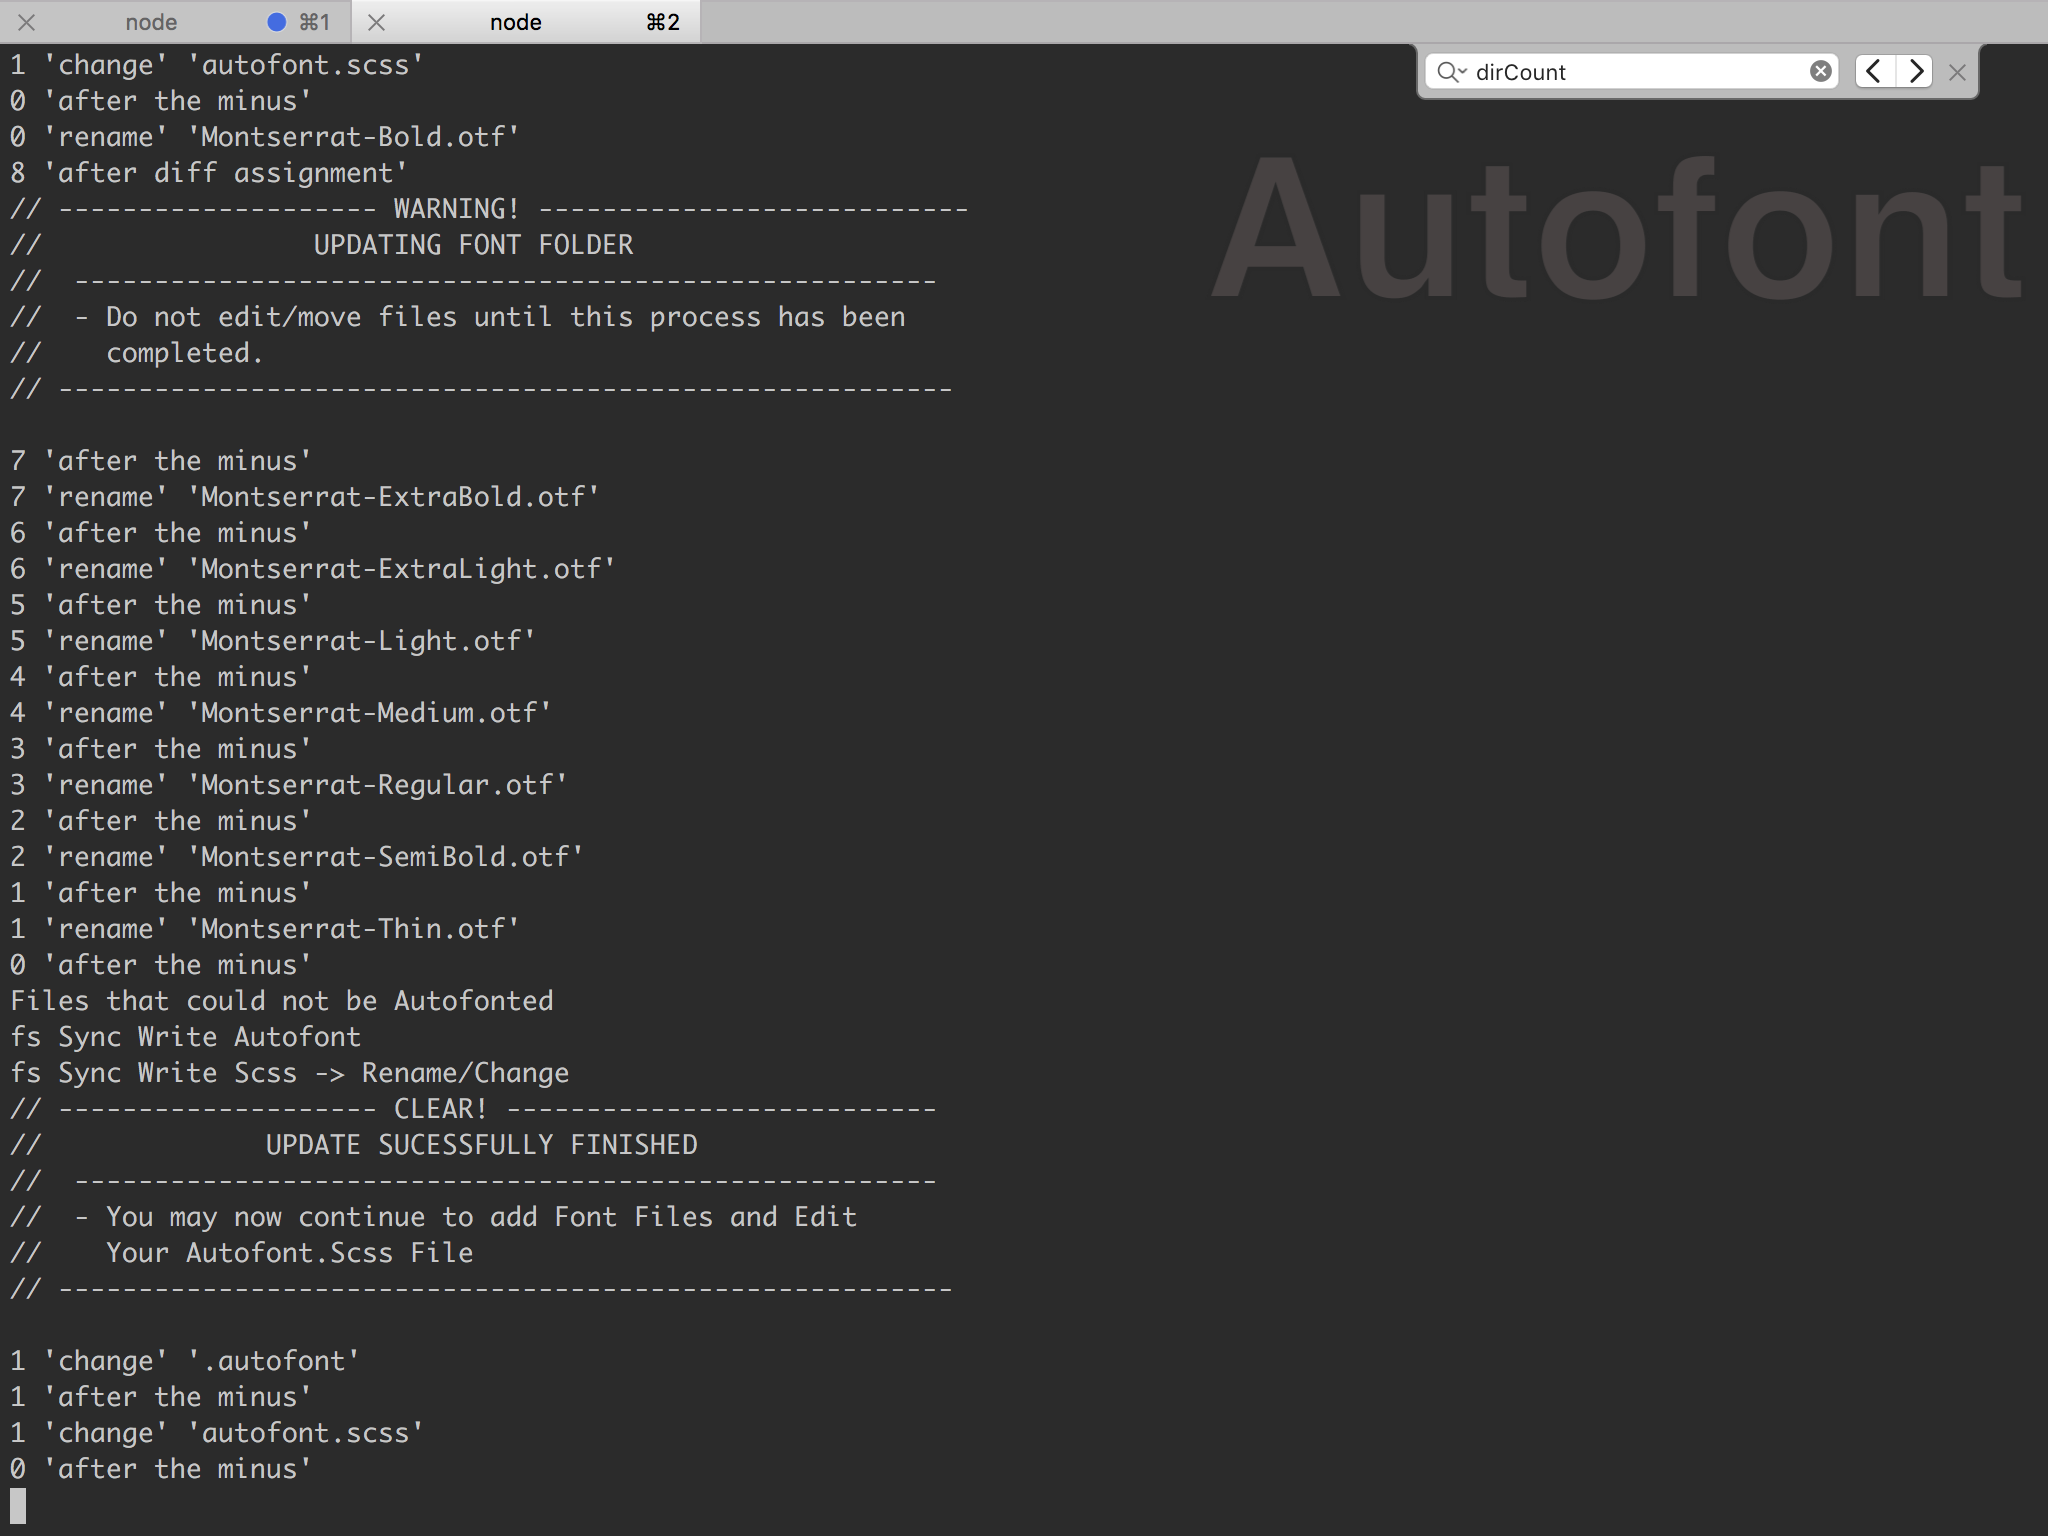 node ⌘1 node ⌘2
dirCount
Autofont
1 'change' 'autofont.scss'
0 'after the minus'
0 'rename' 'Montserrat-Bold.otf'
8 'after diff assignment'
// -------------------- WARNING! ---------------------------
//                 UPDATING FONT FOLDER
//  ------------------------------------------------------
//  - Do not edit/move files until this process has been
//    completed.
// --------------------------------------------------------
7 'after the minus'
7 'rename' 'Montserrat-ExtraBold.otf'
6 'after the minus'
6 'rename' 'Montserrat-ExtraLight.otf'
5 'after the minus'
5 'rename' 'Montserrat-Light.otf'
4 'after the minus'
4 'rename' 'Montserrat-Medium.otf'
3 'after the minus'
3 'rename' 'Montserrat-Regular.otf'
2 'after the minus'
2 'rename' 'Montserrat-SemiBold.otf'
1 'after the minus'
1 'rename' 'Montserrat-Thin.otf'
0 'after the minus'
Files that could not be Autofonted
fs Sync Write Autofont
fs Sync Write Scss -> Rename/Change
// -------------------- CLEAR! ---------------------------
//              UPDATE SUCESSFULLY FINISHED
//  ------------------------------------------------------
//  - You may now continue to add Font Files and Edit
//    Your Autofont.Scss File
// --------------------------------------------------------
1 'change' '.autofont'
1 'after the minus'
1 'change' 'autofont.scss'
0 'after the minus'